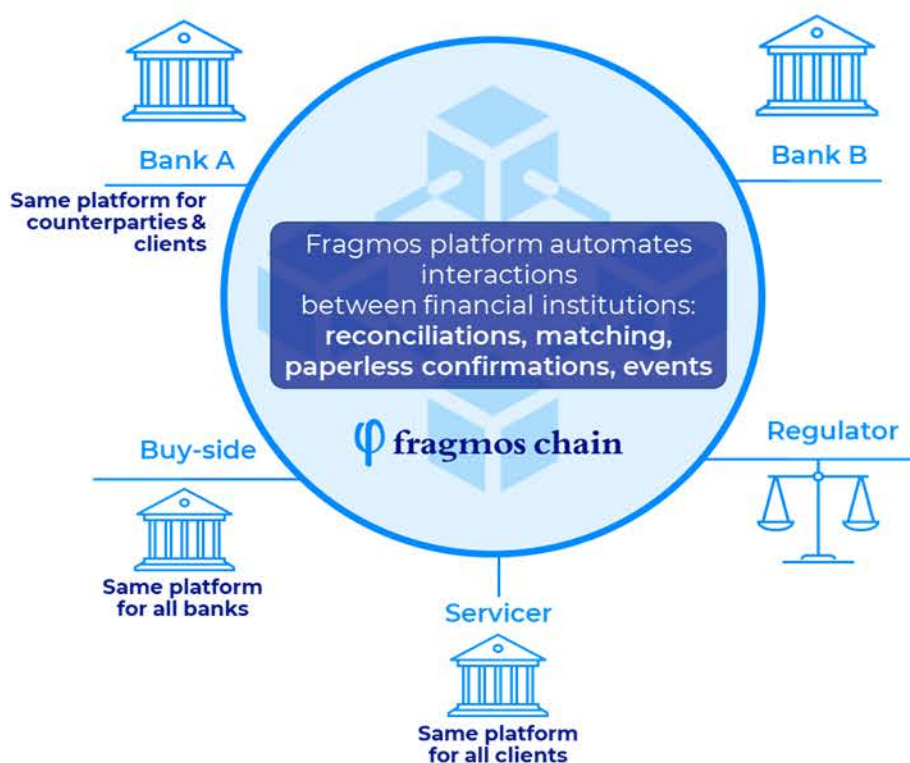 Bank A
Same platform for
counterparties &
clients
Bank B
Fragmos platform automates
interactions
between financial institutions:
reconciliations, matching,
paperless confirmations, events
φ fragmos chain
Buy-side
Same platform
for all banks
Regulator
Servicer
Same platform
for all clients